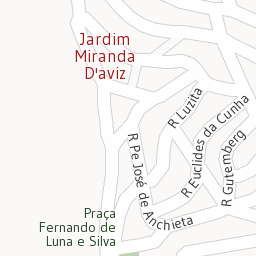 Jardim
Miranda
D'aviz
R Luzita
R Euclides da Cunha
R Gutemberg
R Pe José de Anchieta
Praça
Fernando de
Luna e Silva